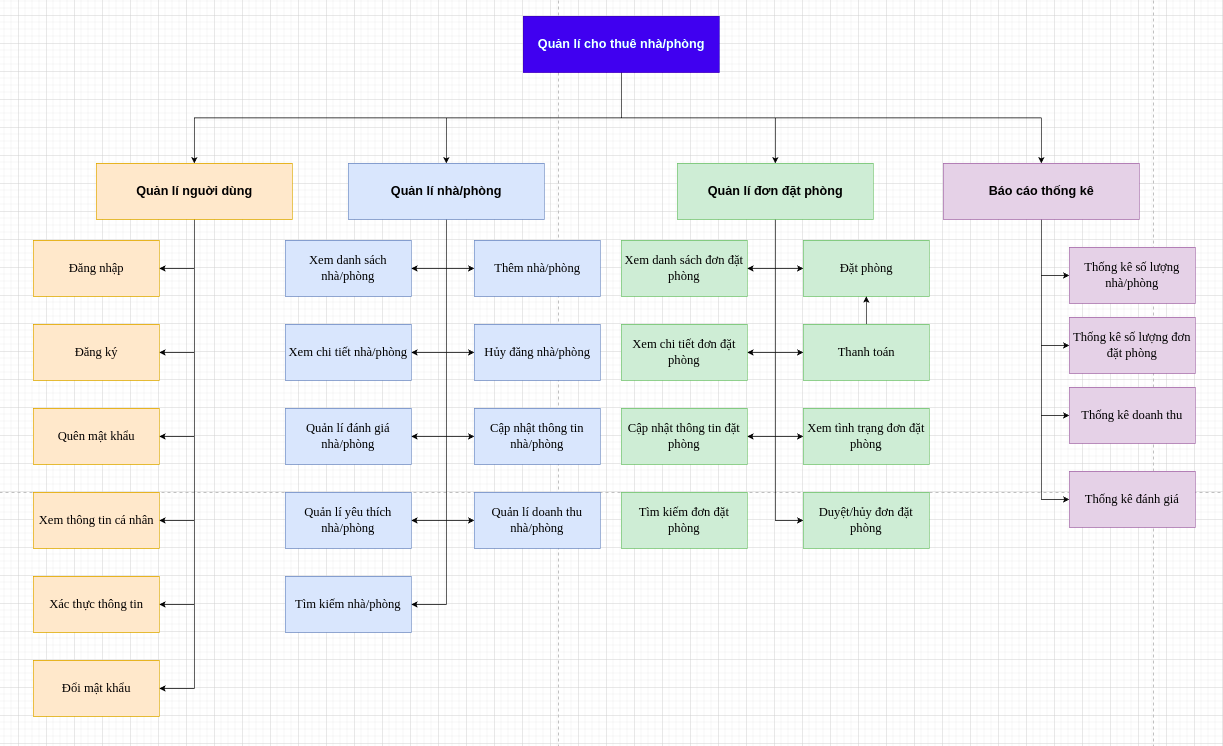 Quản lí cho thuê nhà/phòng
Quản lí người dùng
Quản lí nhà/phòng
Quản lí đơn đặt phòng
Báo cáo thống kê
Đăng nhập
Đăng ký
Quên mật khẩu
Xem thông tin cá nhân
Xác thực thông tin
Đổi mật khẩu
Xem danh sách
nhà/phòng
Thêm nhà/phòng
Xem chi tiết nhà/phòng
Hủy đăng nhà/phòng
Quản lí đánh giá
nhà/phòng
Cập nhật thông tin
nhà/phòng
Quản lí yêu thích
nhà/phòng
Quản lí doanh thu
nhà/phòng
Tìm kiếm nhà/phòng
Xem danh sách đơn đặt
phòng
Đặt phòng
Xem chi tiết đơn đặt
phòng
Thanh toán
Cập nhật thông tin đặt
phòng
Xem tình trạng đơn đặt
phòng
Tìm kiếm đơn đặt
phòng
Duyệt/hủy đơn đặt
phòng
Thống kê số lượng
nhà/phòng
Thống kê số lượng đơn
đặt phòng
Thống kê doanh thu
Thống kê đánh giá